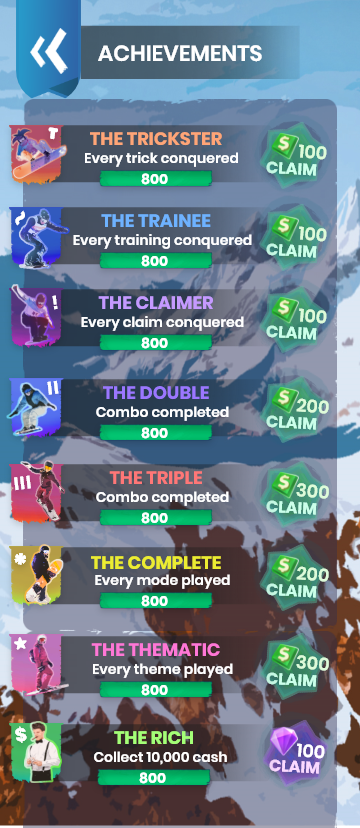 ACHIEVEMENTS
T
THE TRICKSTER
Every trick conquered
800
$ 100
CLAIM
~
THE TRAINEE
Every training conquered
800
$ 100
CLAIM
!
THE CLAIMER
Every claim conquered
800
$ 100
CLAIM
II
THE DOUBLE
Combo completed
800
$ 200
CLAIM
III
THE TRIPLE
Combo completed
800
$ 300
CLAIM
THE COMPLETE
Every mode played
800
$ 200
CLAIM
THE THEMATIC
Every theme played
800
$ 300
CLAIM
$
THE RICH
Collect 10,000 cash
800
100
CLAIM